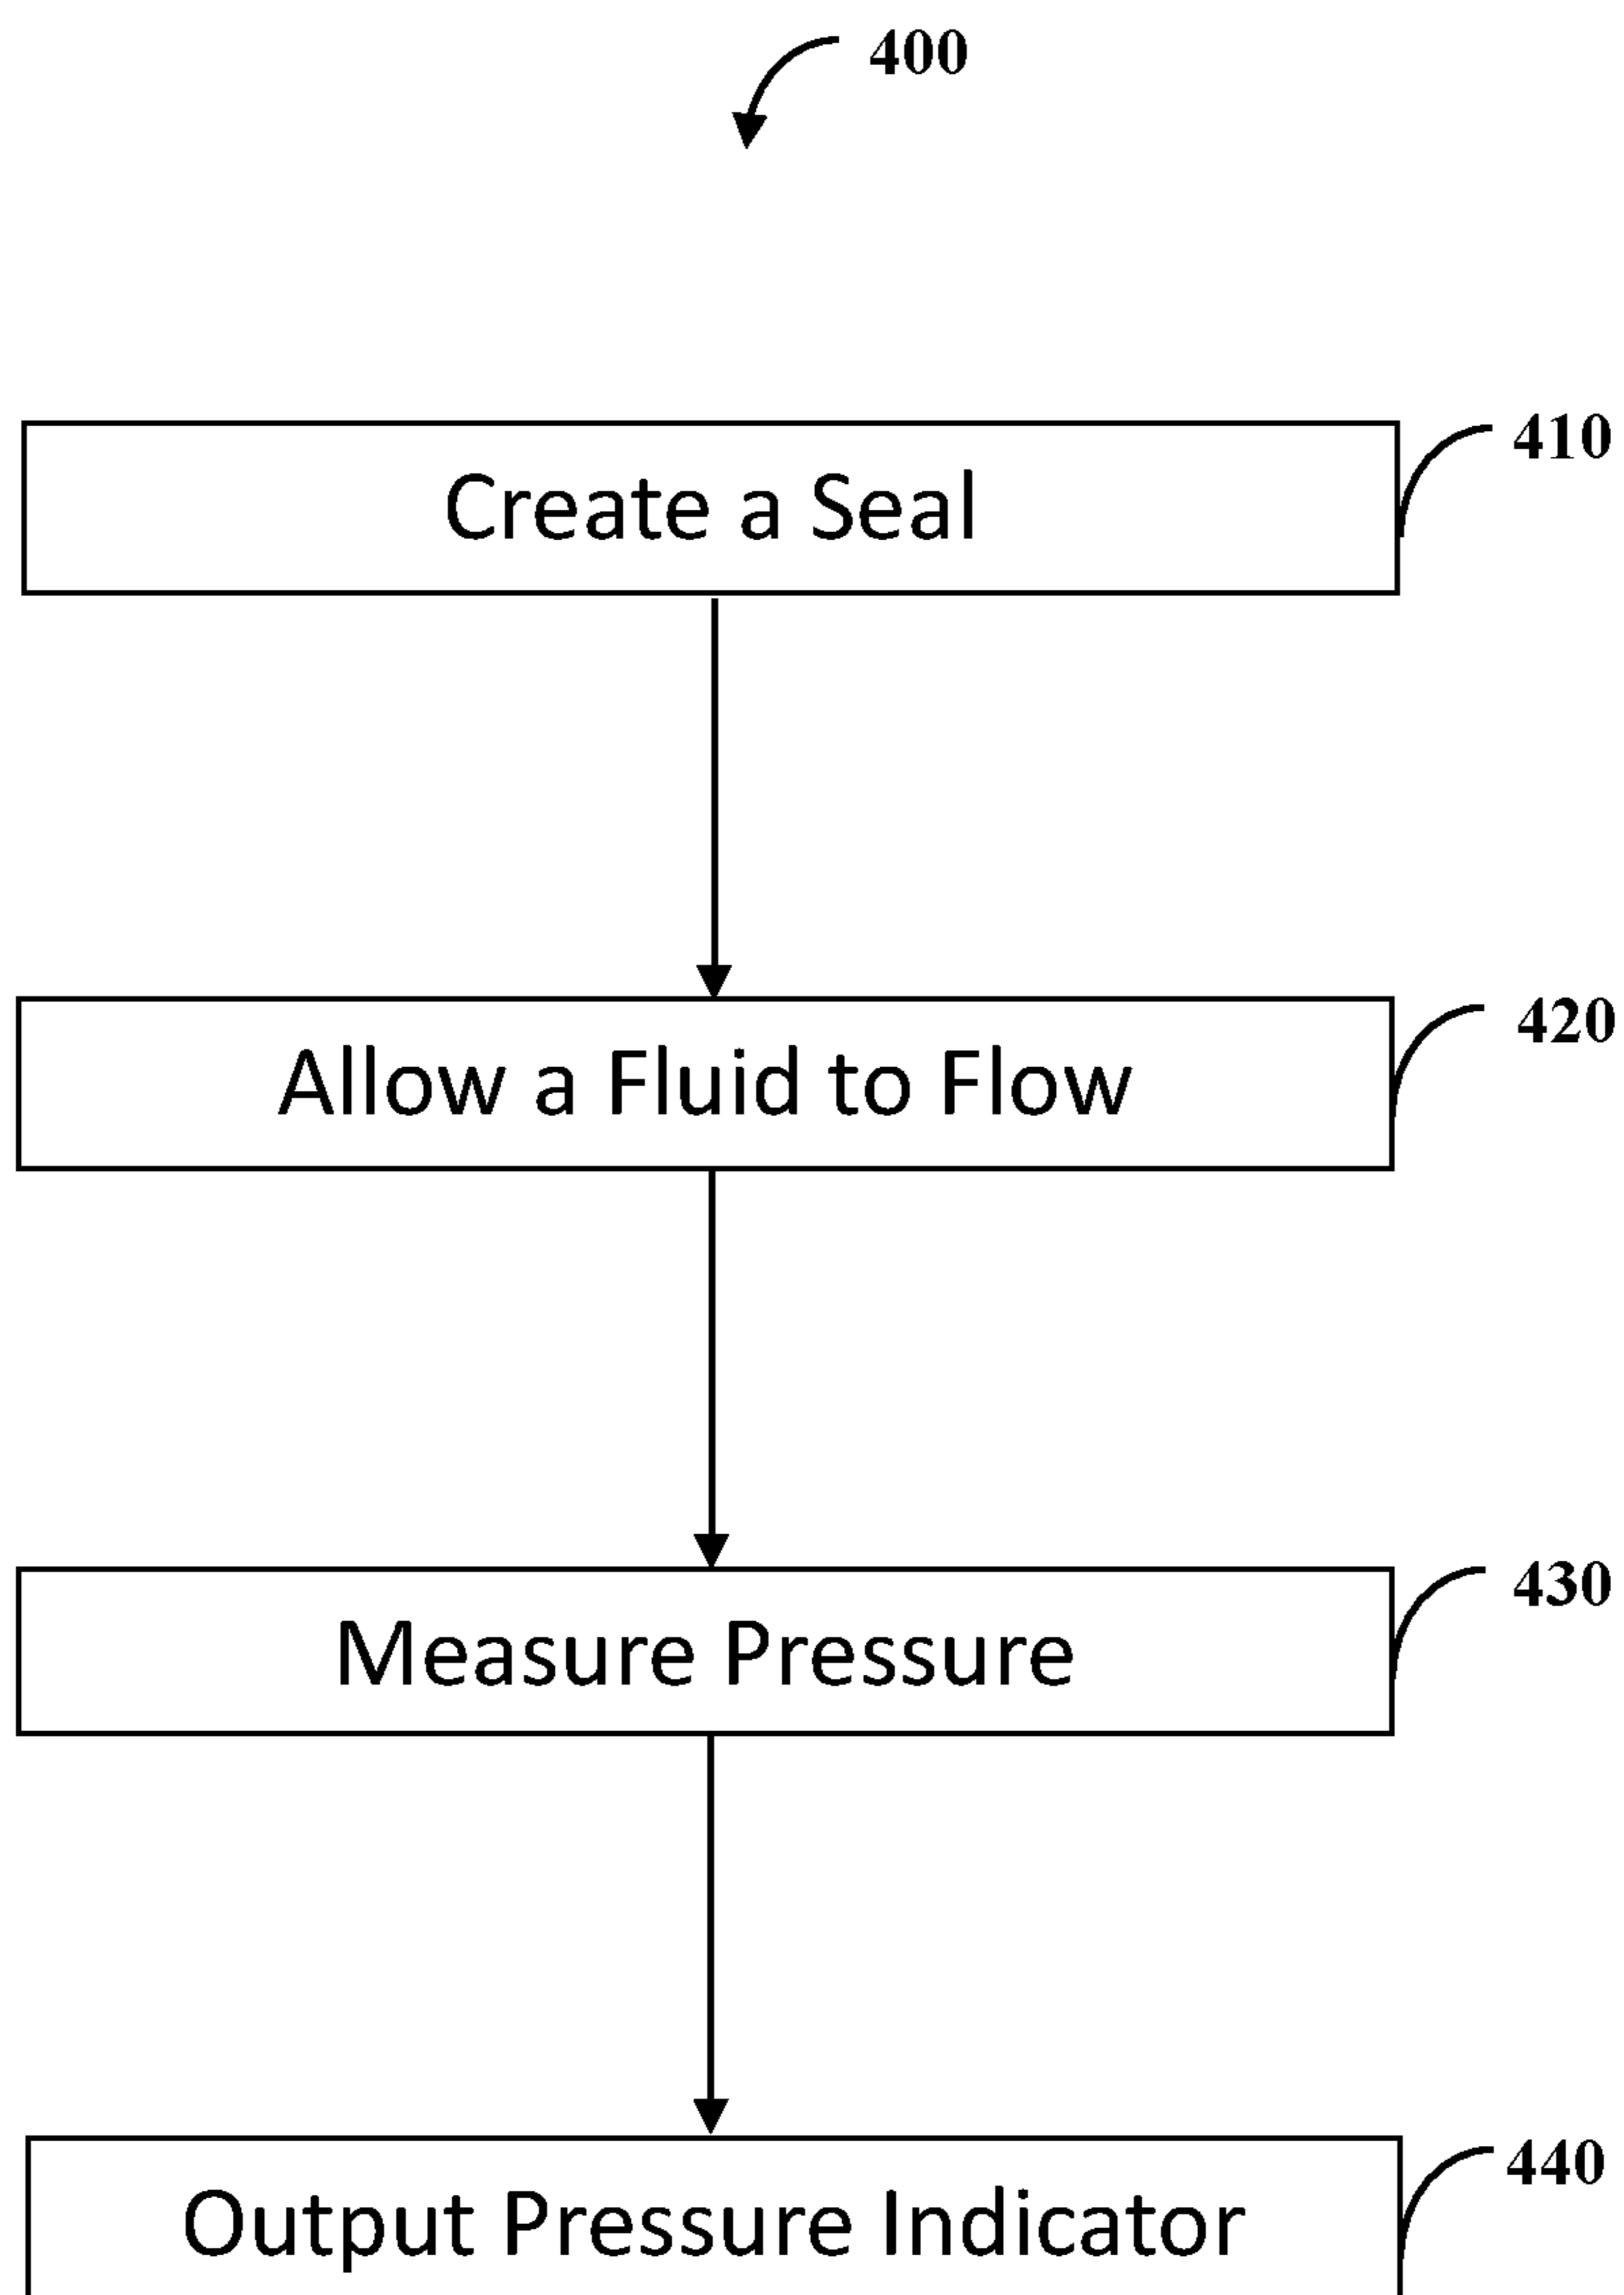 400
Create a Seal
410
Allow a Fluid to Flow
420
Measure Pressure
430
Output Pressure Indicator
440